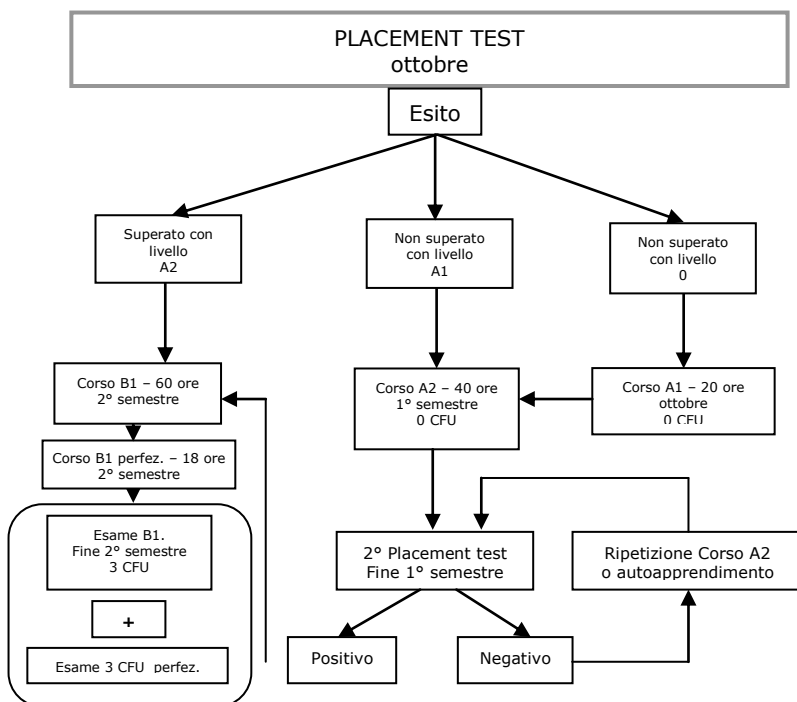 PLACEMENT TEST
ottobre
Esito
Superato con
livello
A2
Non superato
con livello
A1
Non superato
con livello
0
Corso B1 – 60 ore
2° semestre
Corso A2 – 40 ore
1° semestre
0 CFU
Corso A1 – 20 ore
ottobre
0 CFU
Corso B1 perfez. – 18 ore
2° semestre
Esame B1.
Fine 2° semestre
3 CFU
+
Esame 3 CFU perfez.
2° Placement test
Fine 1° semestre
Ripetizione Corso A2
o autoapprendimento
Positivo
Negativo